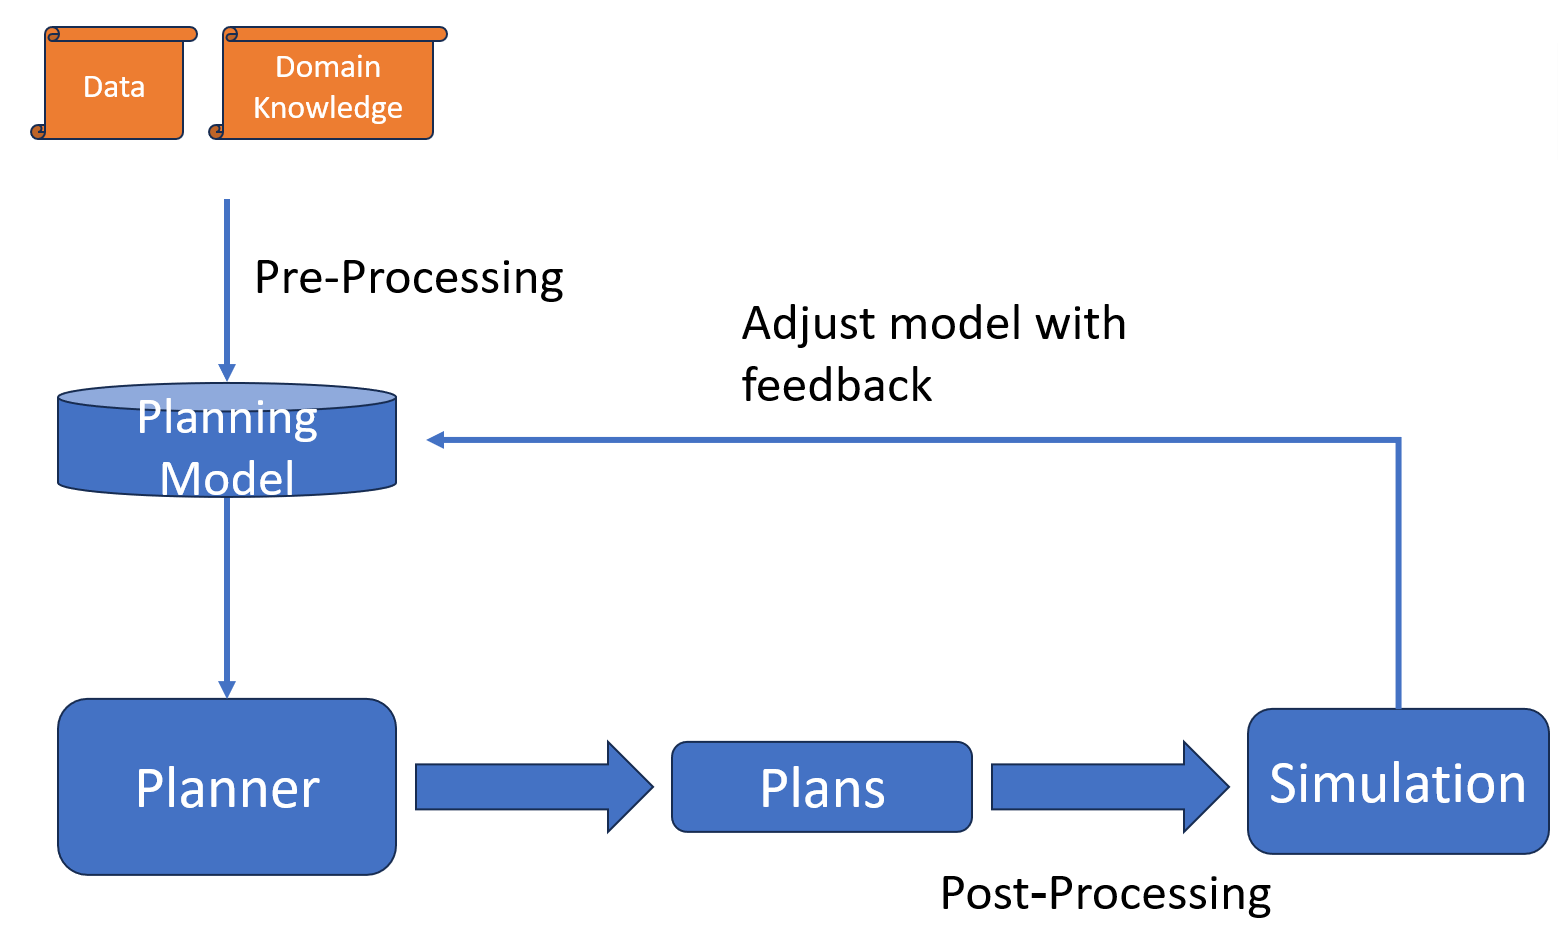 Data
Domain
Knowledge
Pre-Processing
Adjust model with
feedback
Planning
Model
Planner
Plans
Simulation
Post-Processing